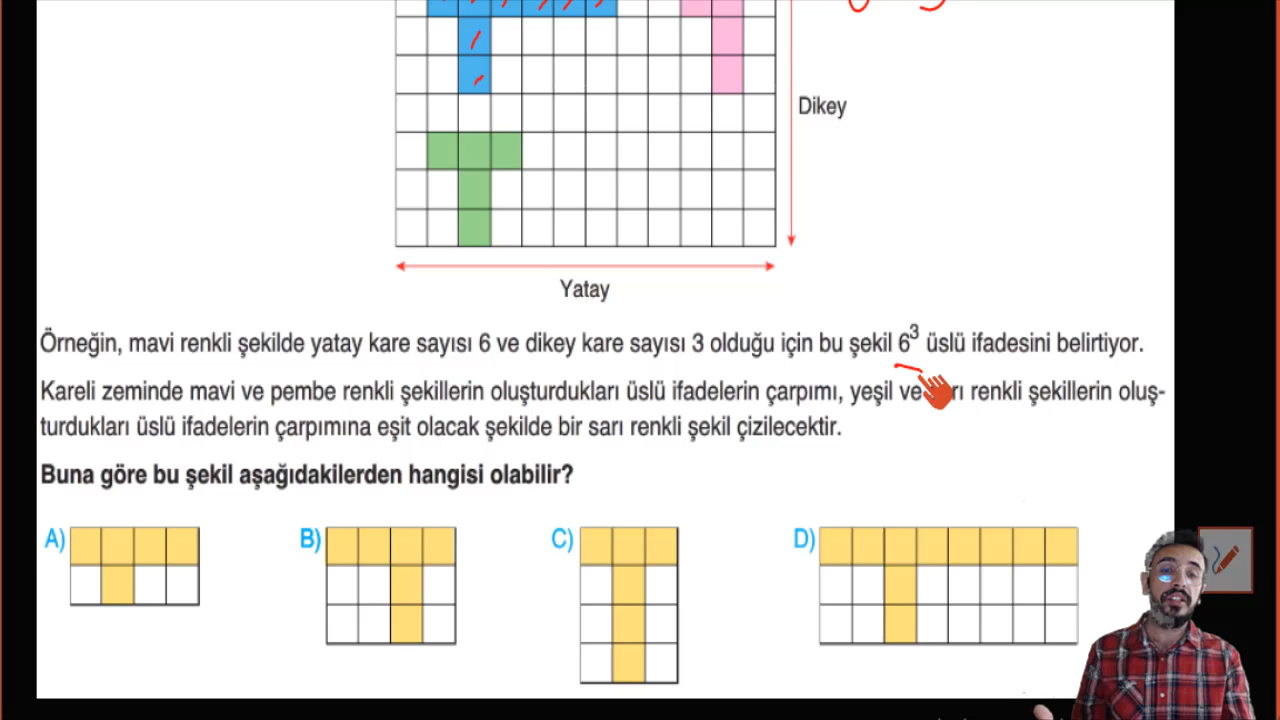 Dikey
Yatay
Örneğin, mavi renkli şekilde yatay kare sayısı 6 ve dikey kare sayısı 3 olduğu için bu şekil 6³ üslü ifadesini belirtiyor.
Kareli zeminde mavi ve pembe renkli şekillerin oluşturdukları üslü ifadelerin çarpımı, yeşil ve renkli şekillerin oluş-
turdukları üslü ifadelerin çarpımına eşit olacak şekilde bir sarı renkli şekil çizilecektir.
Buna göre bu şekil aşağıdakilerden hangisi olabilir?
A) B) C) D)